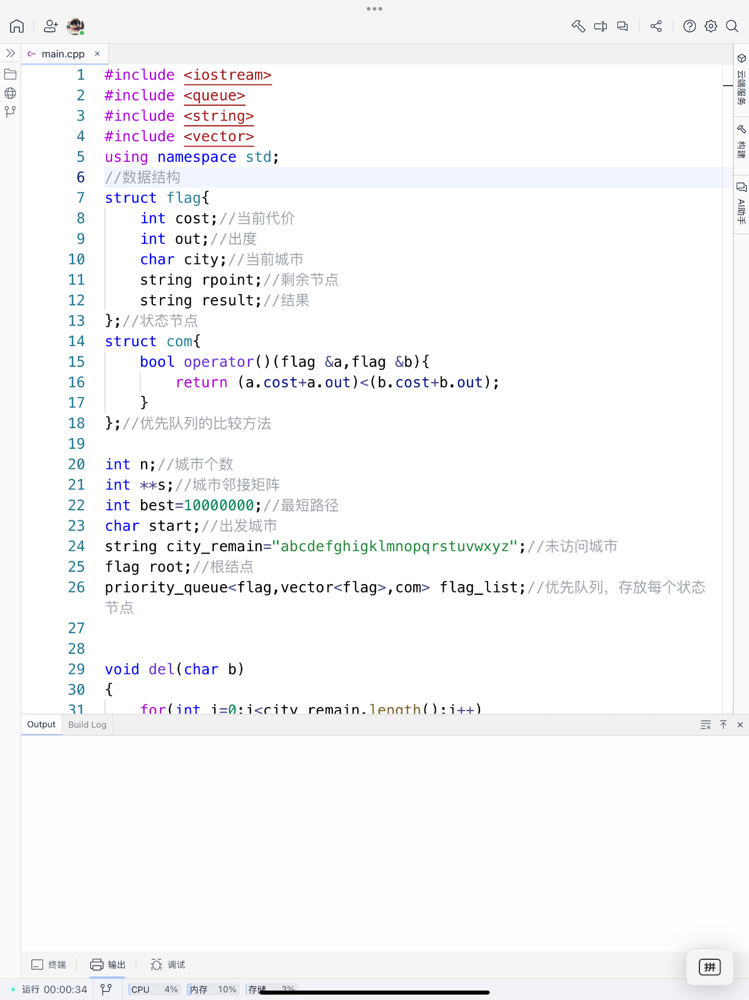 main.cpp
1 #include <iostream>
2 #include <queue>
3 #include <string>
4 #include <vector>
5 using namespace std;
6 //数据结构
7 struct flag{
8 int cost;//当前代价
9 int out;//出度
10 char city;//当前城市
11 string rpoint;//剩余节点
12 string result;//结果
13 };//状态节点
14 struct com{
15 bool operator()(flag &a,flag &b){
16 return (a.cost+a.out)<(b.cost+b.out);
17 }
18 };//优先队列的比较方法
19
20 int n;//城市个数
21 int **s;//城市邻接矩阵
22 int best=10000000;//最短路径
23 char start;//出发城市
24 string city_remain="abcdefghigklmnopqrstuvwxyz";//未访问城市
25 flag root;//根结点
26 priority_queue<flag,vector<flag>,com> flag_list;//优先队列，存放每个状态
节点
27
28
29 void del(char b)
30 {
31 for(int i=0;i<city_remain.length();i++)
云端服务
构建
AI助手
Output Build Log
终端 输出 调试
拼
运行 00:00:34 CPU 4% 内存 10% 存储 3%